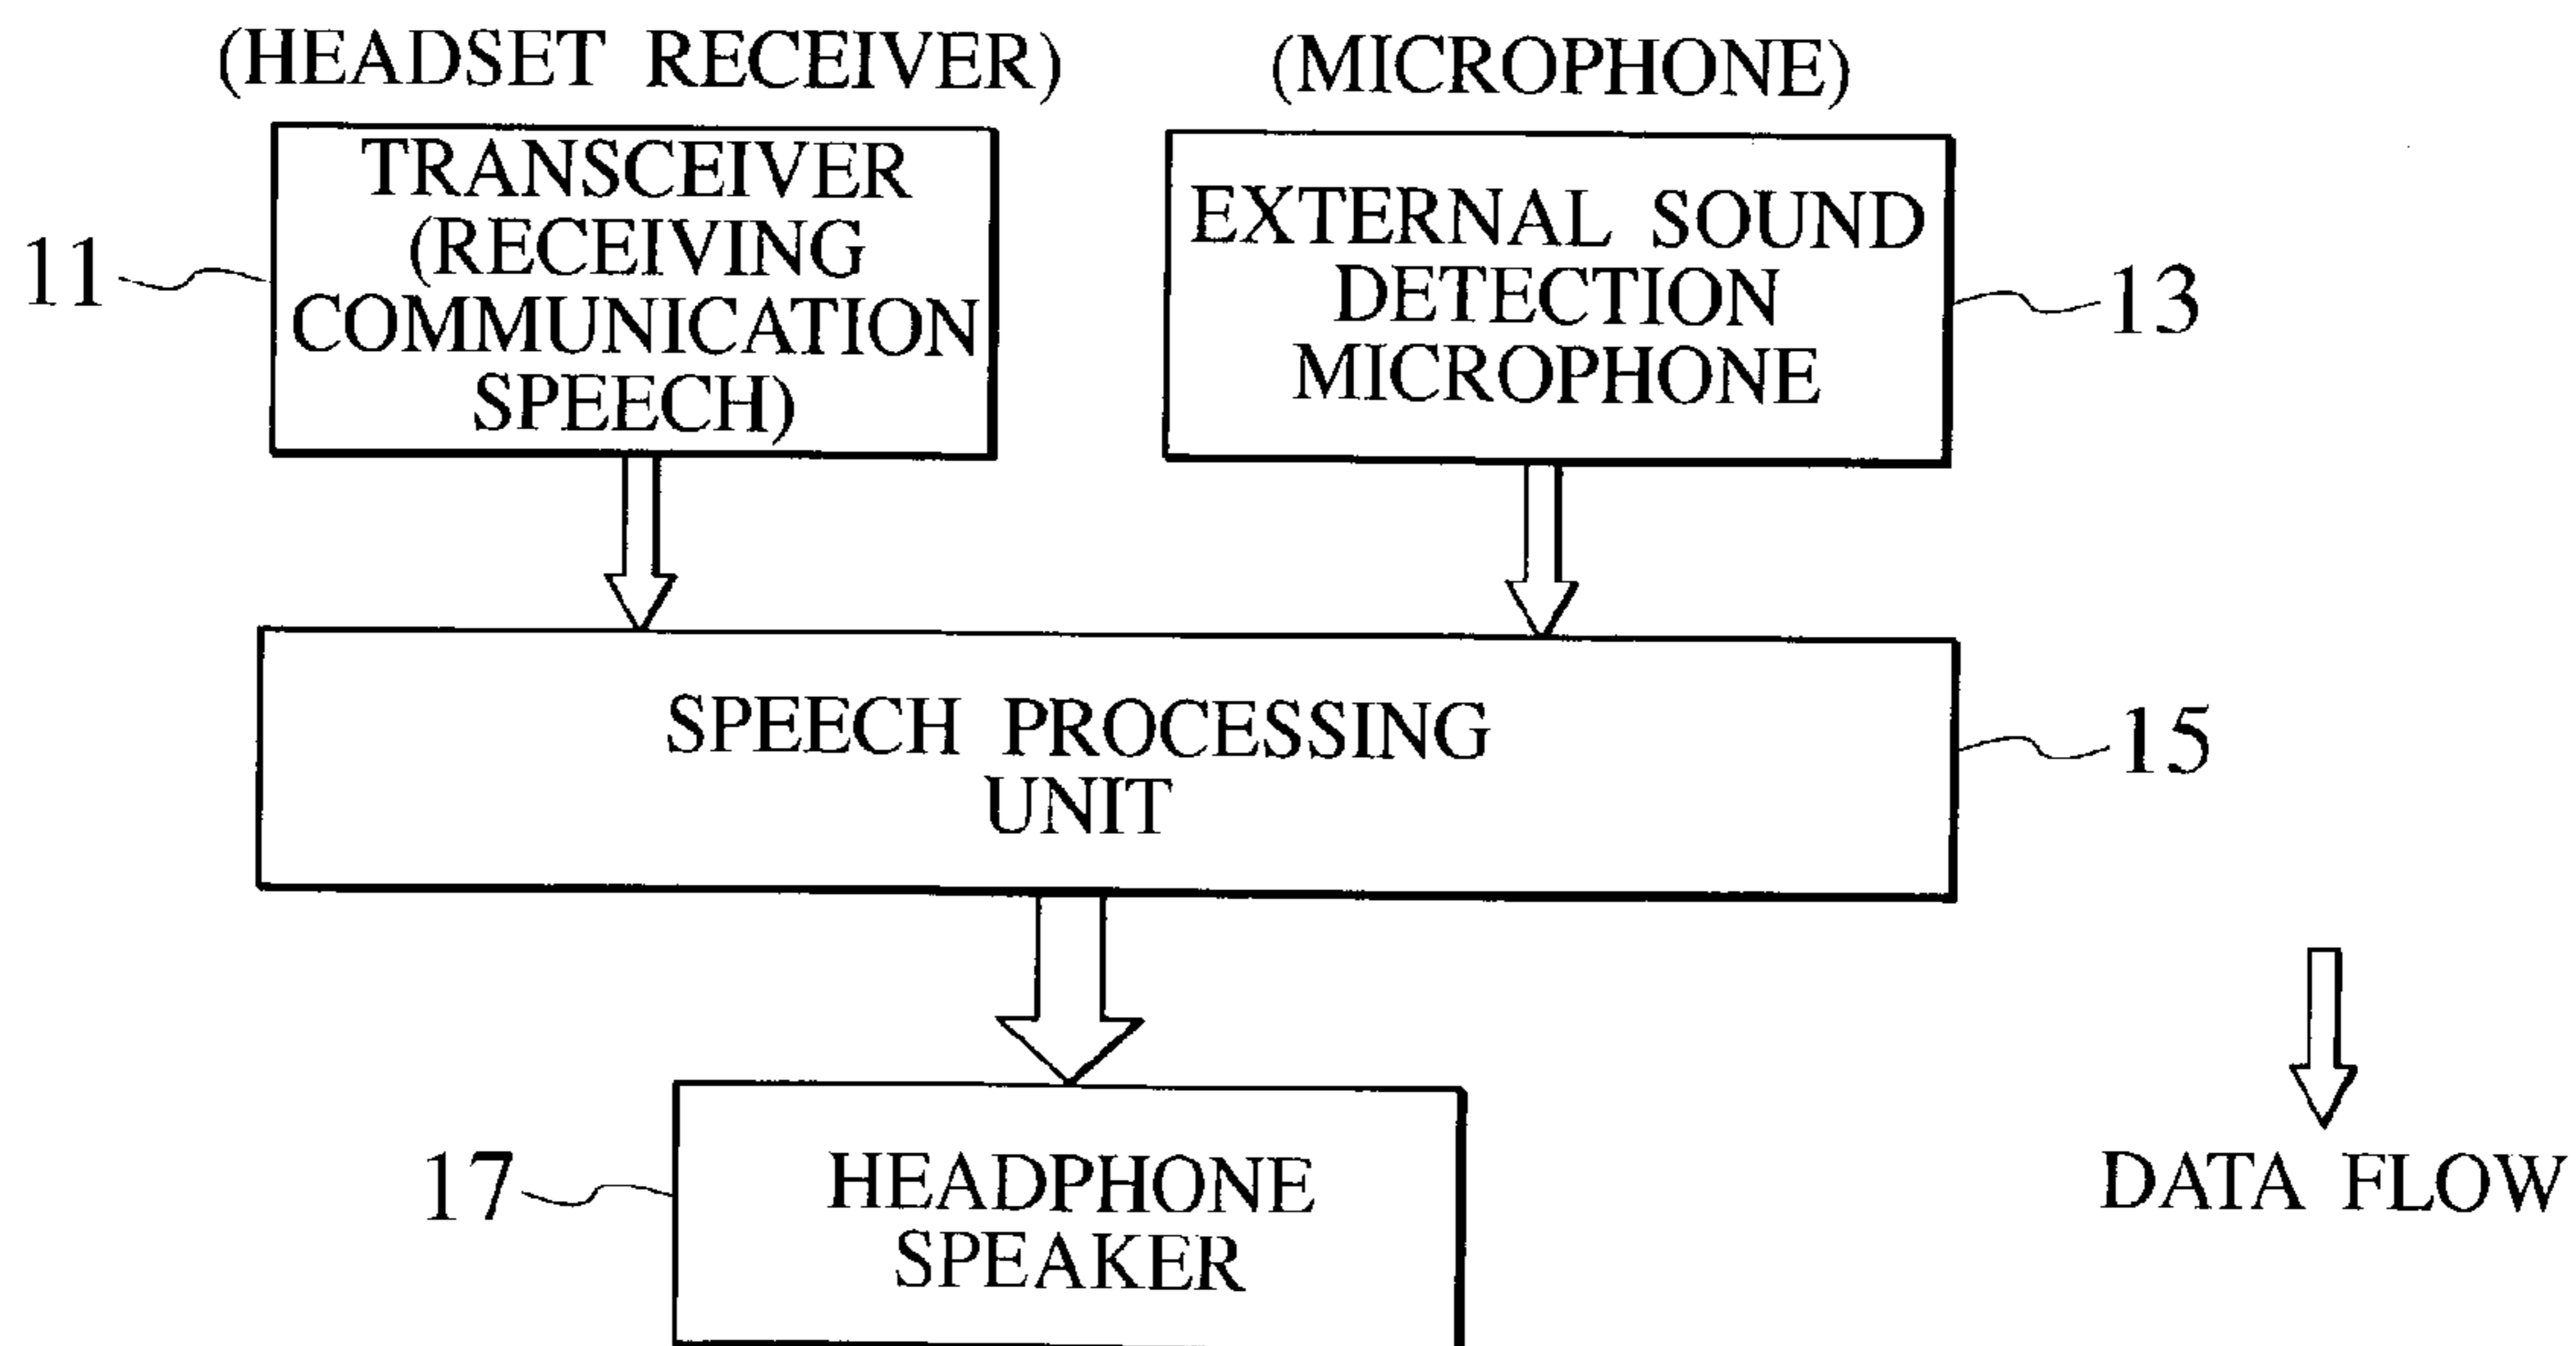 (HEADSET RECEIVER)
(MICROPHONE)
TRANSCEIVER
(RECEIVING
COMMUNICATION
SPEECH)
11
EXTERNAL SOUND
DETECTION
MICROPHONE
13
SPEECH PROCESSING
UNIT
15
HEADPHONE
SPEAKER
17
DATA FLOW